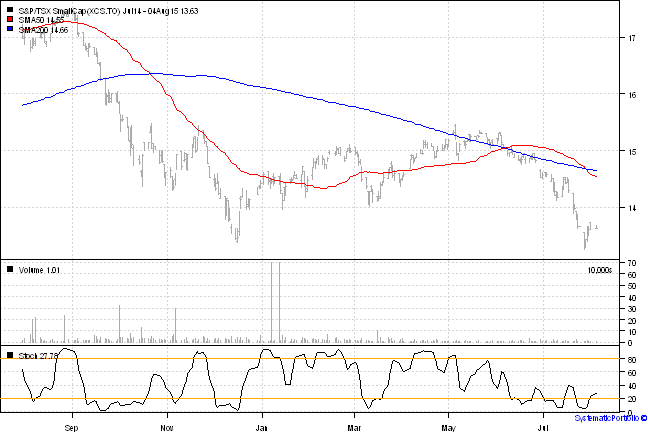 S&P/TSX SmallCap(XCS.TO) Jul14 - 04Aug15 13.63
SMA50 14.55
SMA200 14.66
17
16
15
14
Volume 1.01
10,000s
70
60
50
40
30
20
10
0
Stoch 27.78
80
60
40
20
0
Sep Nov Jan Mar May Jul
SystematicPortfolio ©